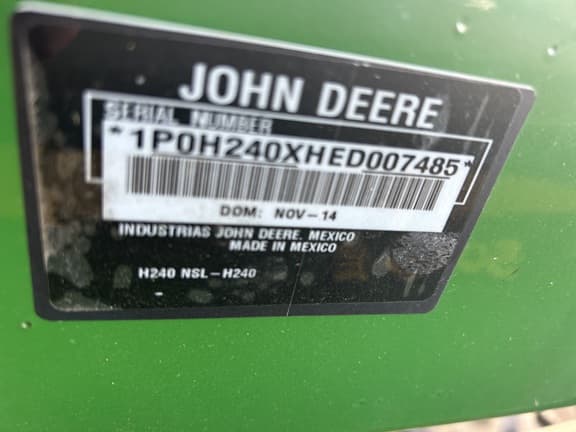 JOHN DEERE
SERIAL NUMBER
*1P0H240XHED007485*
DOM: NOV-14
INDUSTRIAS JOHN DEERE, MEXICO
MADE IN MEXICO
H240 NSL-H240